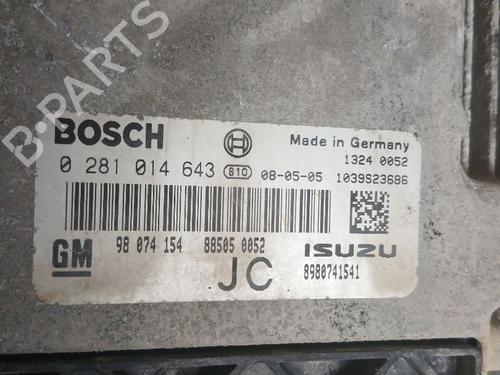 BOSCH
Made in Germany
0 281 014 643 810 08-05-05
1324 0052
1039S23686
GM 98 074 154 88505 0052 ISUZU
JC 8980741541
B-PARTS